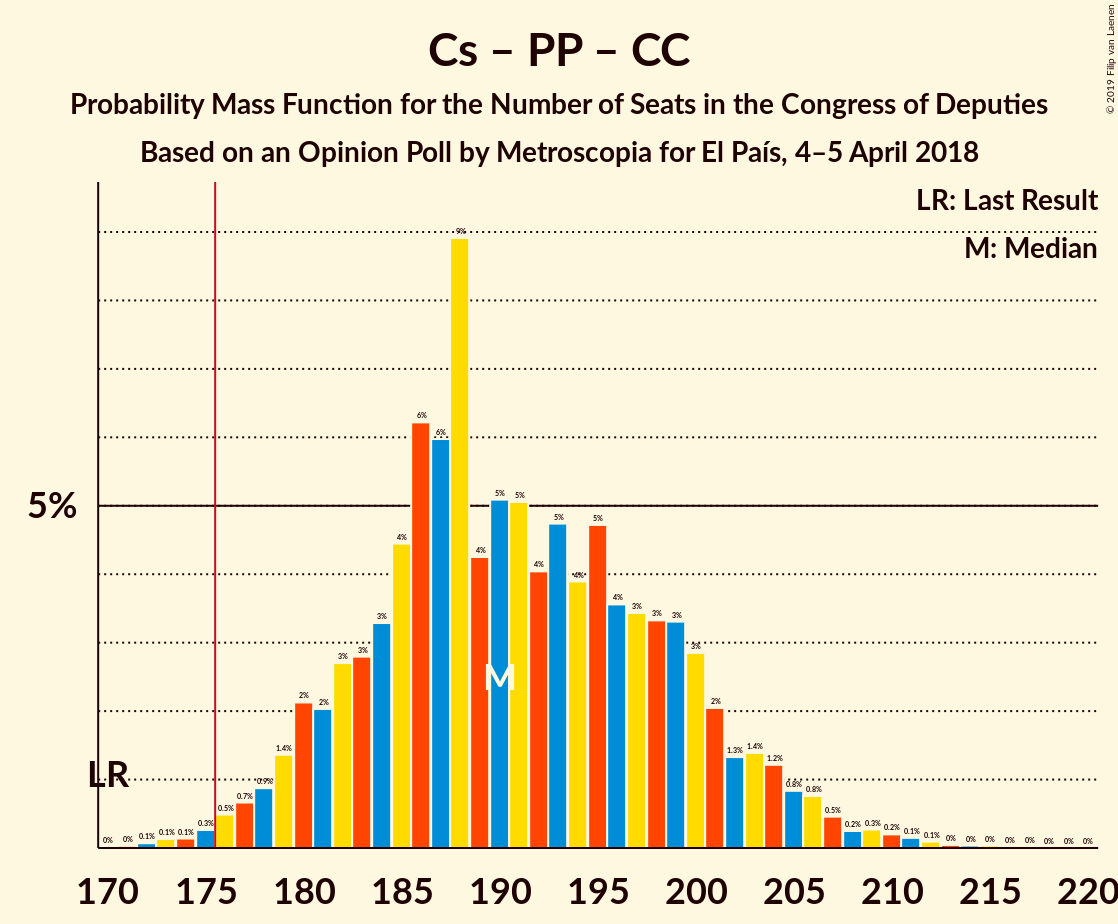 Cs – PP – CC
Probability Mass Function for the Number of Seats in the Congress of Deputies
Based on an Opinion Poll by Metroscopia for El País, 4–5 April 2018
© 2019 Filip van Laenen
LR: Last Result
M: Median
5%
LR
M
0% 0% 0.1% 0.1% 0.1% 0.3% 0.5% 0.7% 0.9% 1.4% 2% 2% 3% 3% 3% 4% 6% 6% 9% 4% 5% 5% 4% 5% 4% 5% 4% 3% 3% 3% 3% 2% 1.3% 1.4% 1.2% 0.8% 0.8% 0.5% 0.2% 0.3% 0.2% 0.1% 0.1% 0% 0% 0% 0% 0% 0% 0% 0%
170 175 180 185 190 195 200 205 210 215 220